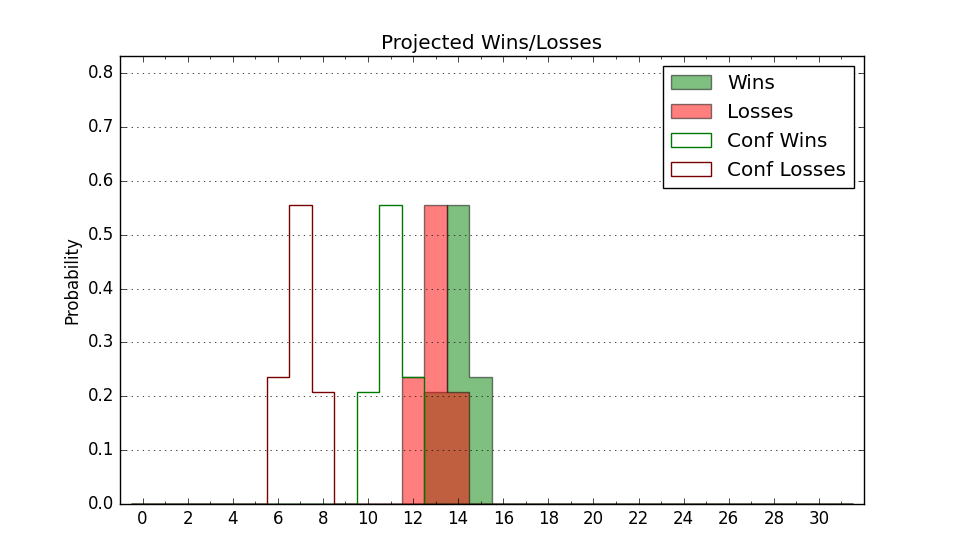 Projected Wins/Losses
0.8
0.7
0.6
0.5
0.4
0.3
0.2
0.1
0.0
Probability
Wins
Losses
Conf Wins
Conf Losses
0 2 4 6 8 10 12 14 16 18 20 22 24 26 28 30